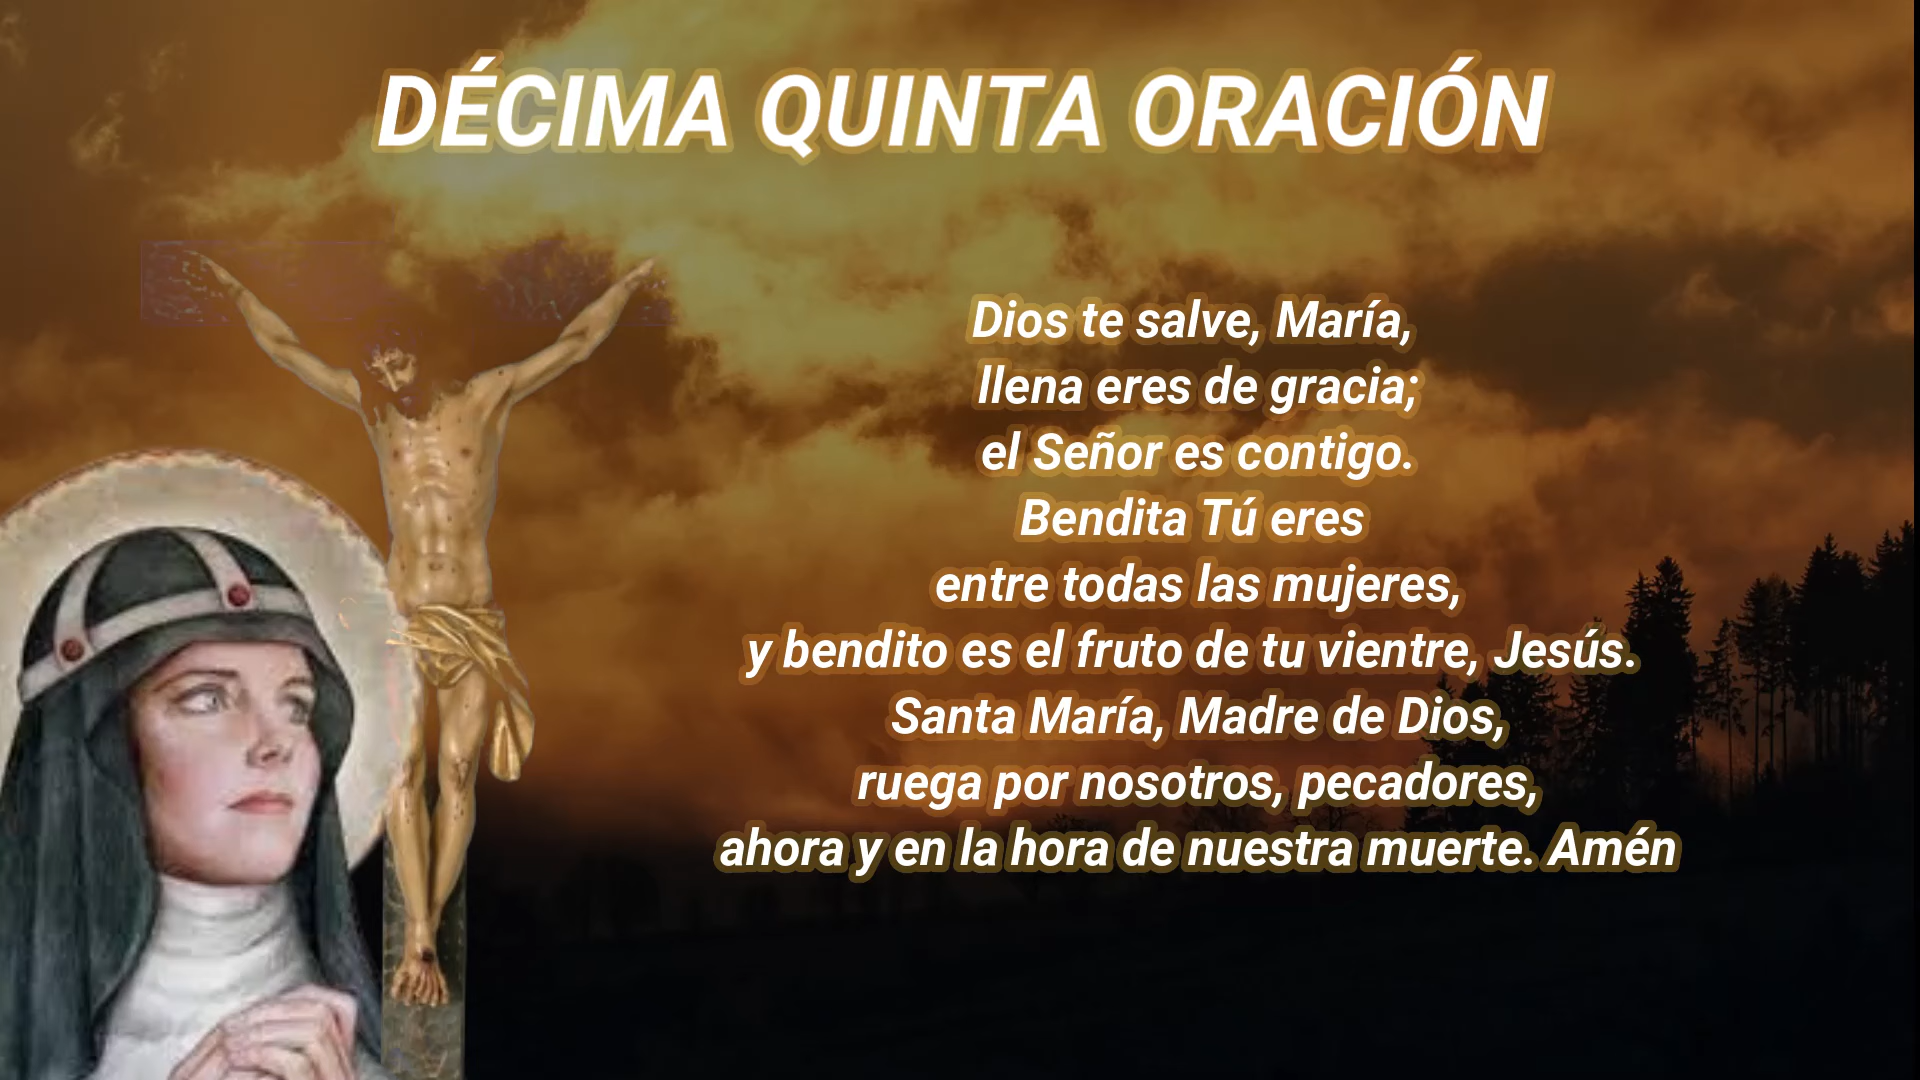 DÉCIMA QUINTA ORACIÓN
Dios te salve, María,
llena eres de gracia;
el Señor es contigo.
Bendita Tú eres
entre todas las mujeres,
y bendito es el fruto de tu vientre, Jesús.
Santa María, Madre de Dios,
ruega por nosotros, pecadores,
ahora y en la hora de nuestra muerte. Amén